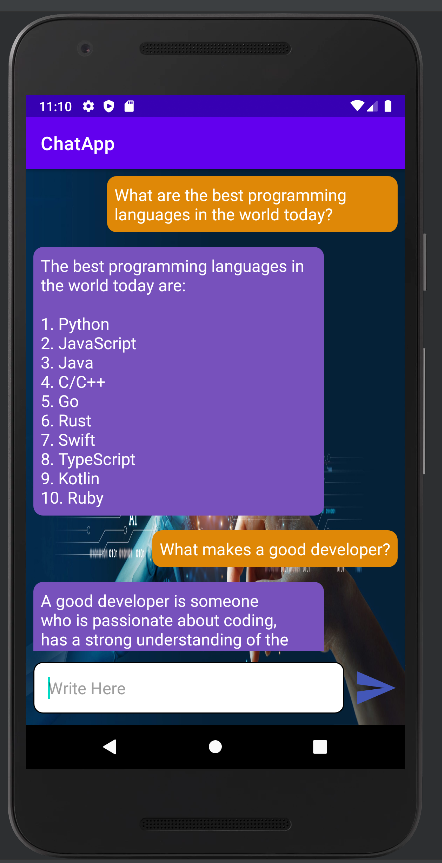 11:10
ChatApp
What are the best programming
languages in the world today?
The best programming languages in
the world today are:
1. Python
2. JavaScript
3. Java
4. C/C++
5. Go
6. Rust
7. Swift
8. TypeScript
9. Kotlin
10. Ruby
AI
What makes a good developer?
A good developer is someone
who is passionate about coding,
has a strong understanding of the
Write Here